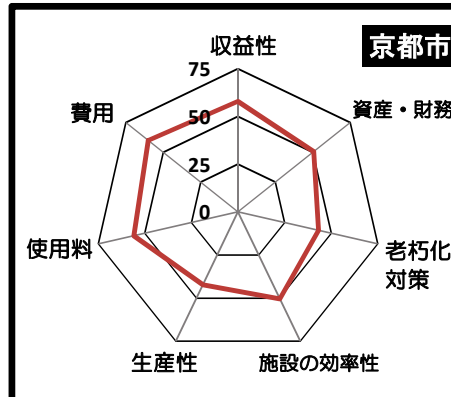 収益性
京都市
75
費用
50
資産・財務
25
0
使用料
老朽化
対策
生産性
施設の効率性